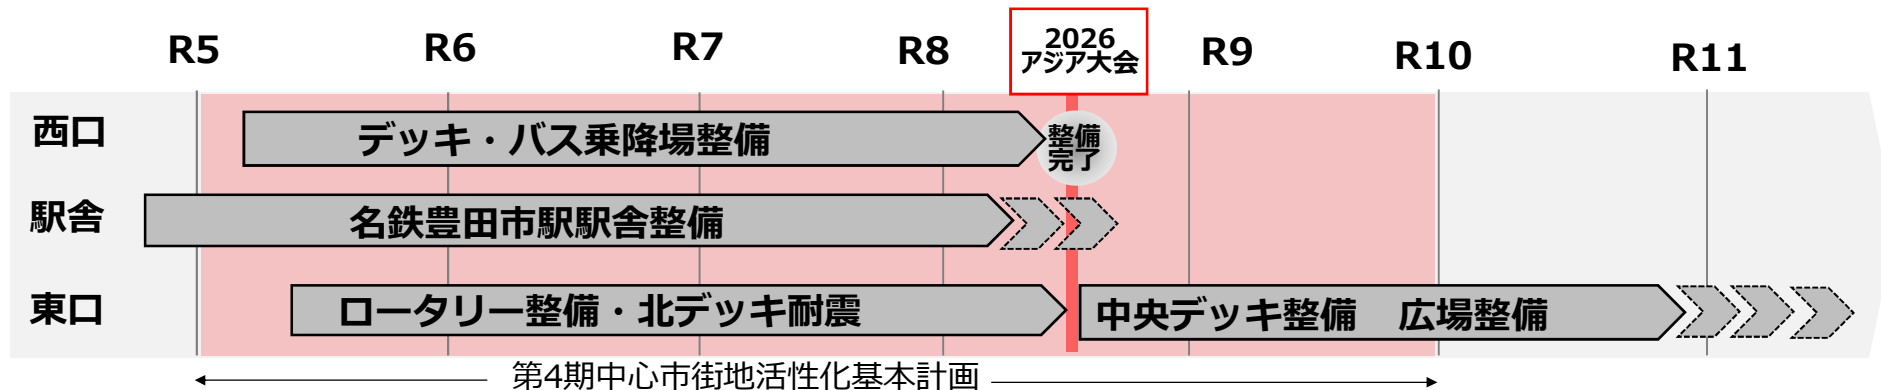 R5
R6
R7
R8
2026
アジア大会
R9
R10
R11
西口
デッキ・バス乗降場整備
整備
完了
駅舎
名鉄豊田市駅駅舎整備
東口
ロータリー整備・北デッキ耐震
中央デッキ整備　広場整備
第4期中心市街地活性化基本計画